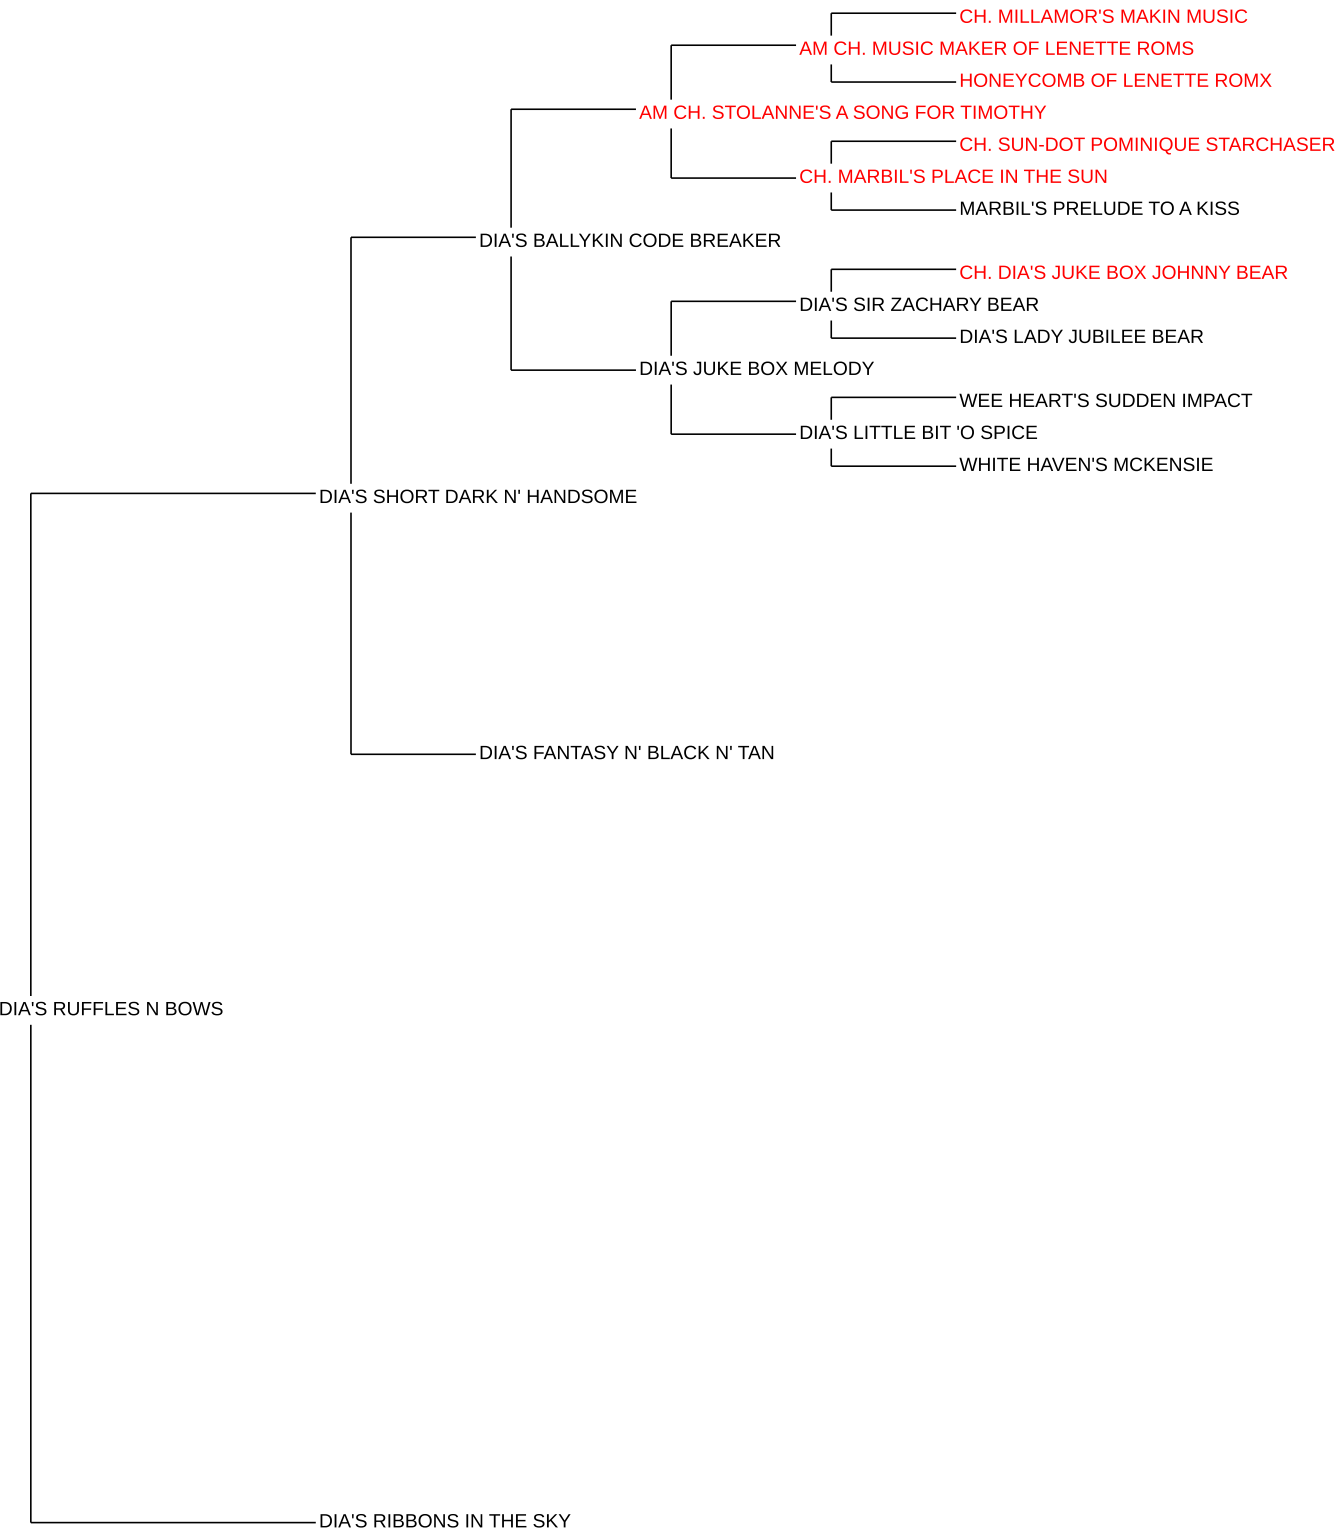 CH. MILLAMOR'S MAKIN MUSIC
AM CH. MUSIC MAKER OF LENETTE ROMS
HONEYCOMB OF LENETTE ROMX
AM CH. STOLANNE'S A SONG FOR TIMOTHY
CH. SUN-DOT POMINIQUE STARCHASER
CH. MARBIL'S PLACE IN THE SUN
MARBIL'S PRELUDE TO A KISS
DIA'S BALLYKIN CODE BREAKER
CH. DIA'S JUKE BOX JOHNNY BEAR
DIA'S SIR ZACHARY BEAR
DIA'S LADY JUBILEE BEAR
DIA'S JUKE BOX MELODY
WEE HEART'S SUDDEN IMPACT
DIA'S LITTLE BIT 'O SPICE
WHITE HAVEN'S MCKENSIE
DIA'S SHORT DARK N' HANDSOME
DIA'S FANTASY N' BLACK N' TAN
DIA'S RUFFLES N BOWS
DIA'S RIBBONS IN THE SKY